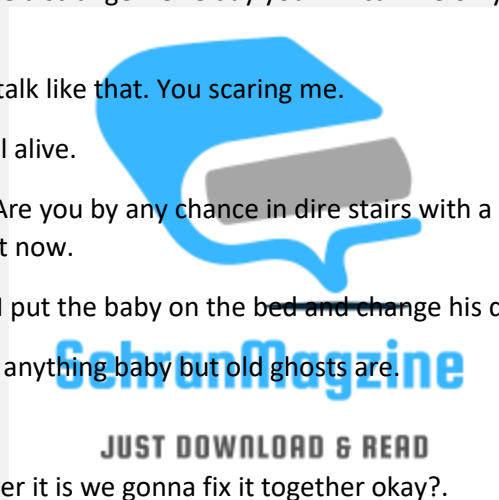 talk like that. You scaring me.
l alive.
Are you by any chance in dire stairs with a
t now.
I put the baby on the bed and change his
anything baby but old ghosts are.
SehranMagzine
JUST DOWNLOAD & READ
er it is we gonna fix it together okay?.